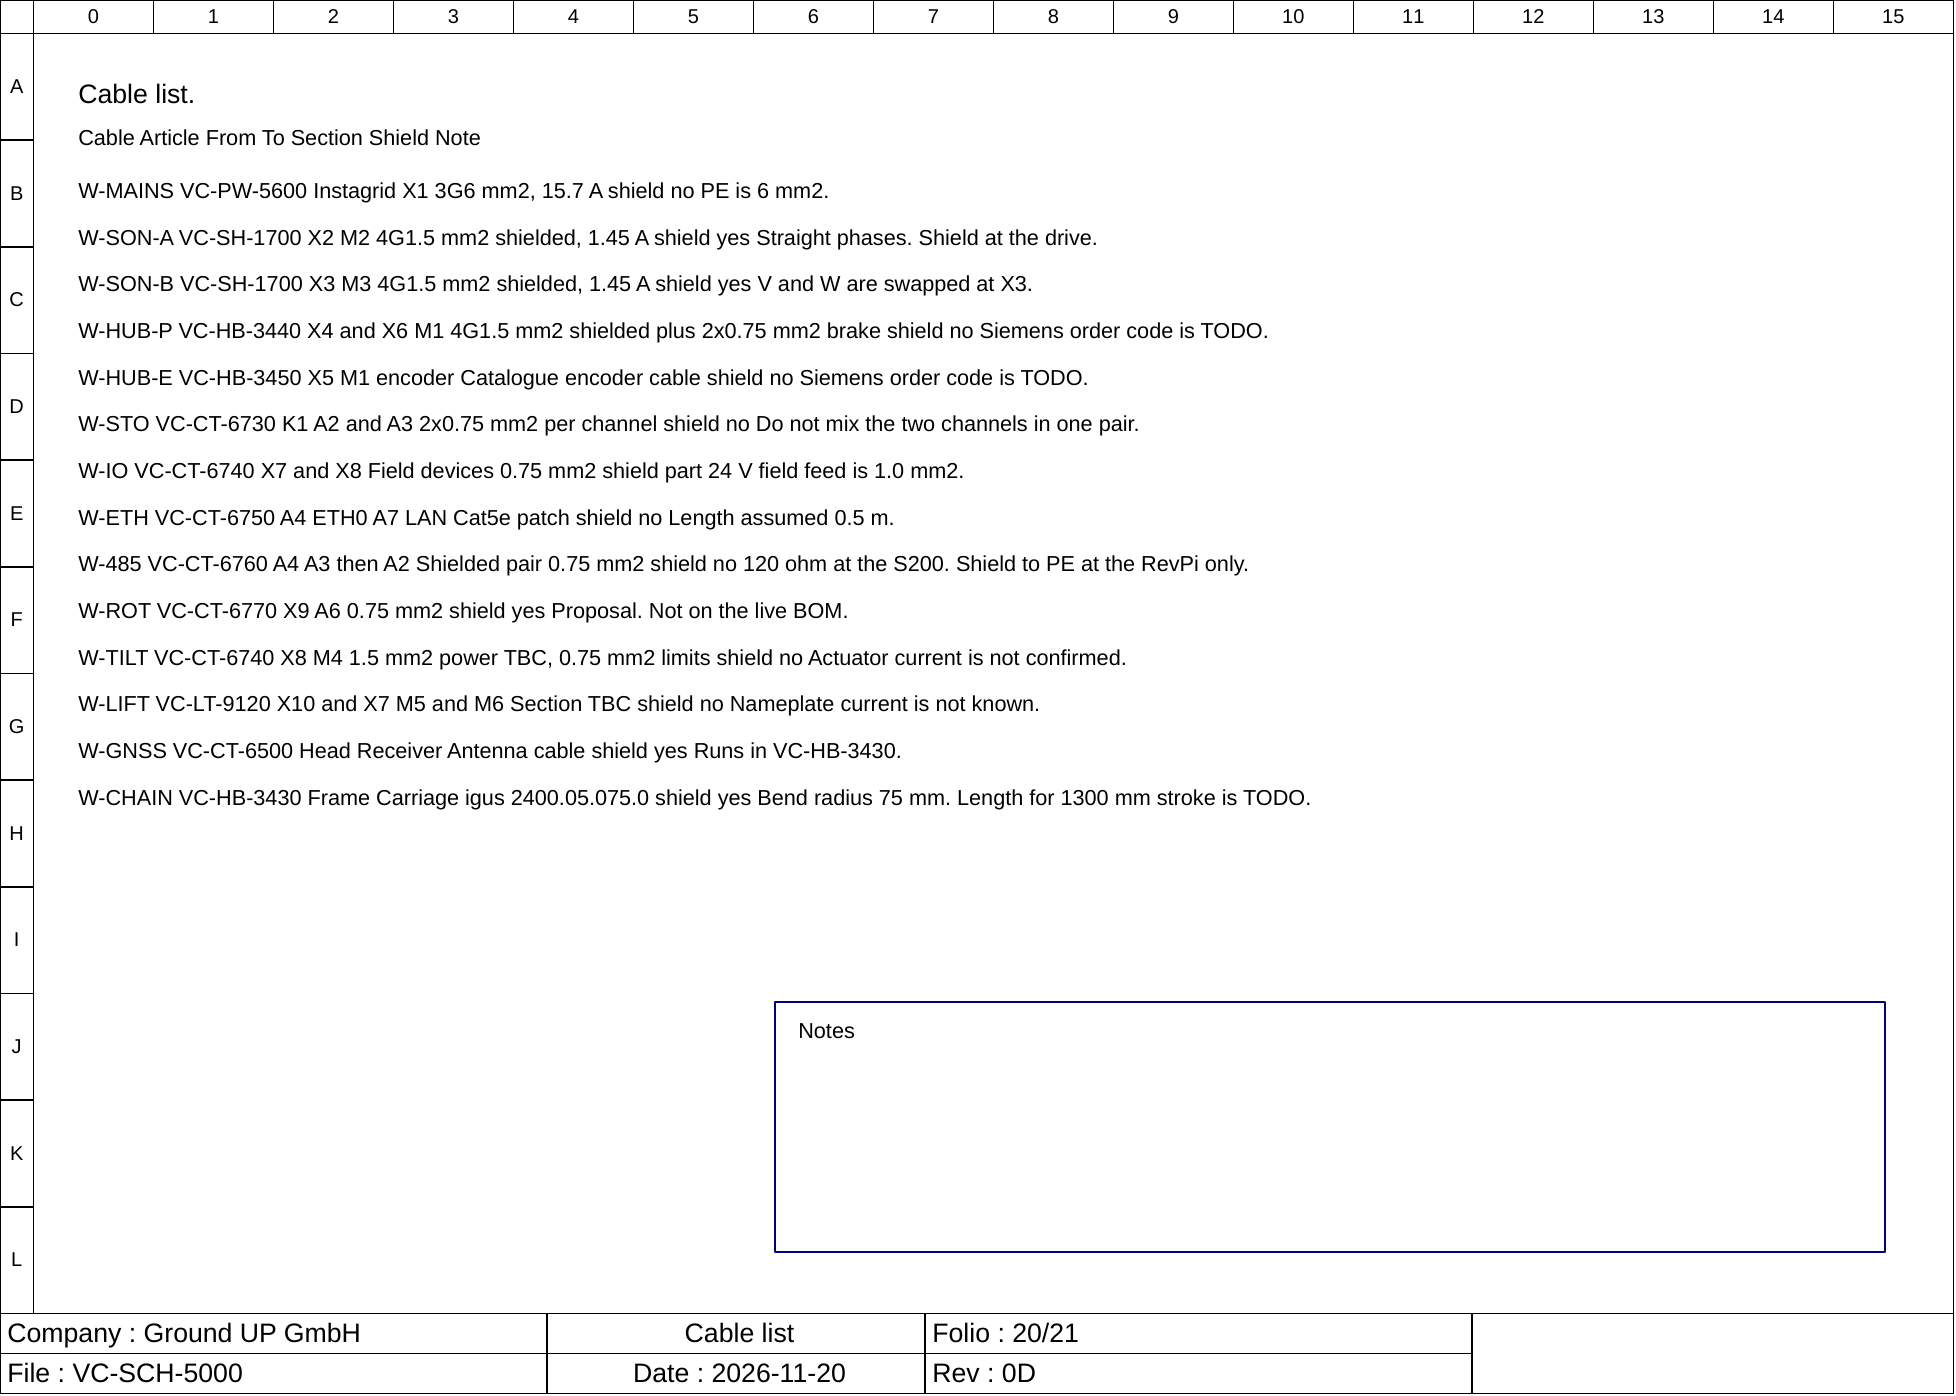 0 1 2 3 4 5 6 7 8 9 10 11 12 13 14 15
A
Cable list.
Cable Article From To Section Shield Note
B
W-MAINS VC-PW-5600 Instagrid X1 3G6 mm2, 15.7 A shield no PE is 6 mm2.
W-SON-A VC-SH-1700 X2 M2 4G1.5 mm2 shielded, 1.45 A shield yes Straight phases. Shield at the drive.
C
W-SON-B VC-SH-1700 X3 M3 4G1.5 mm2 shielded, 1.45 A shield yes V and W are swapped at X3.
W-HUB-P VC-HB-3440 X4 and X6 M1 4G1.5 mm2 shielded plus 2x0.75 mm2 brake shield no Siemens order code is TODO.
W-HUB-E VC-HB-3450 X5 M1 encoder Catalogue encoder cable shield no Siemens order code is TODO.
D
W-STO VC-CT-6730 K1 A2 and A3 2x0.75 mm2 per channel shield no Do not mix the two channels in one pair.
W-IO VC-CT-6740 X7 and X8 Field devices 0.75 mm2 shield part 24 V field feed is 1.0 mm2.
E
W-ETH VC-CT-6750 A4 ETH0 A7 LAN Cat5e patch shield no Length assumed 0.5 m.
W-485 VC-CT-6760 A4 A3 then A2 Shielded pair 0.75 mm2 shield no 120 ohm at the S200. Shield to PE at the RevPi only.
F
W-ROT VC-CT-6770 X9 A6 0.75 mm2 shield yes Proposal. Not on the live BOM.
W-TILT VC-CT-6740 X8 M4 1.5 mm2 power TBC, 0.75 mm2 limits shield no Actuator current is not confirmed.
G
W-LIFT VC-LT-9120 X10 and X7 M5 and M6 Section TBC shield no Nameplate current is not known.
W-GNSS VC-CT-6500 Head Receiver Antenna cable shield yes Runs in VC-HB-3430.
W-CHAIN VC-HB-3430 Frame Carriage igus 2400.05.075.0 shield yes Bend radius 75 mm. Length for 1300 mm stroke is TODO.
H
I
J
Notes
K
L
Company : Ground UP GmbH
Cable list
Folio : 20/21
File : VC-SCH-5000
Date : 2026-11-20
Rev : 0D